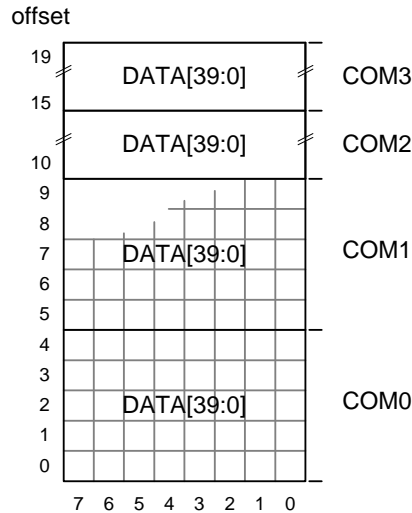 offset
19
DATA[39:0] COM3
15
DATA[39:0] COM2
10
9
8
7 DATA[39:0] COM1
6
5
4
3
2 DATA[39:0] COM0
1
0
7 6 5 4 3 2 1 0